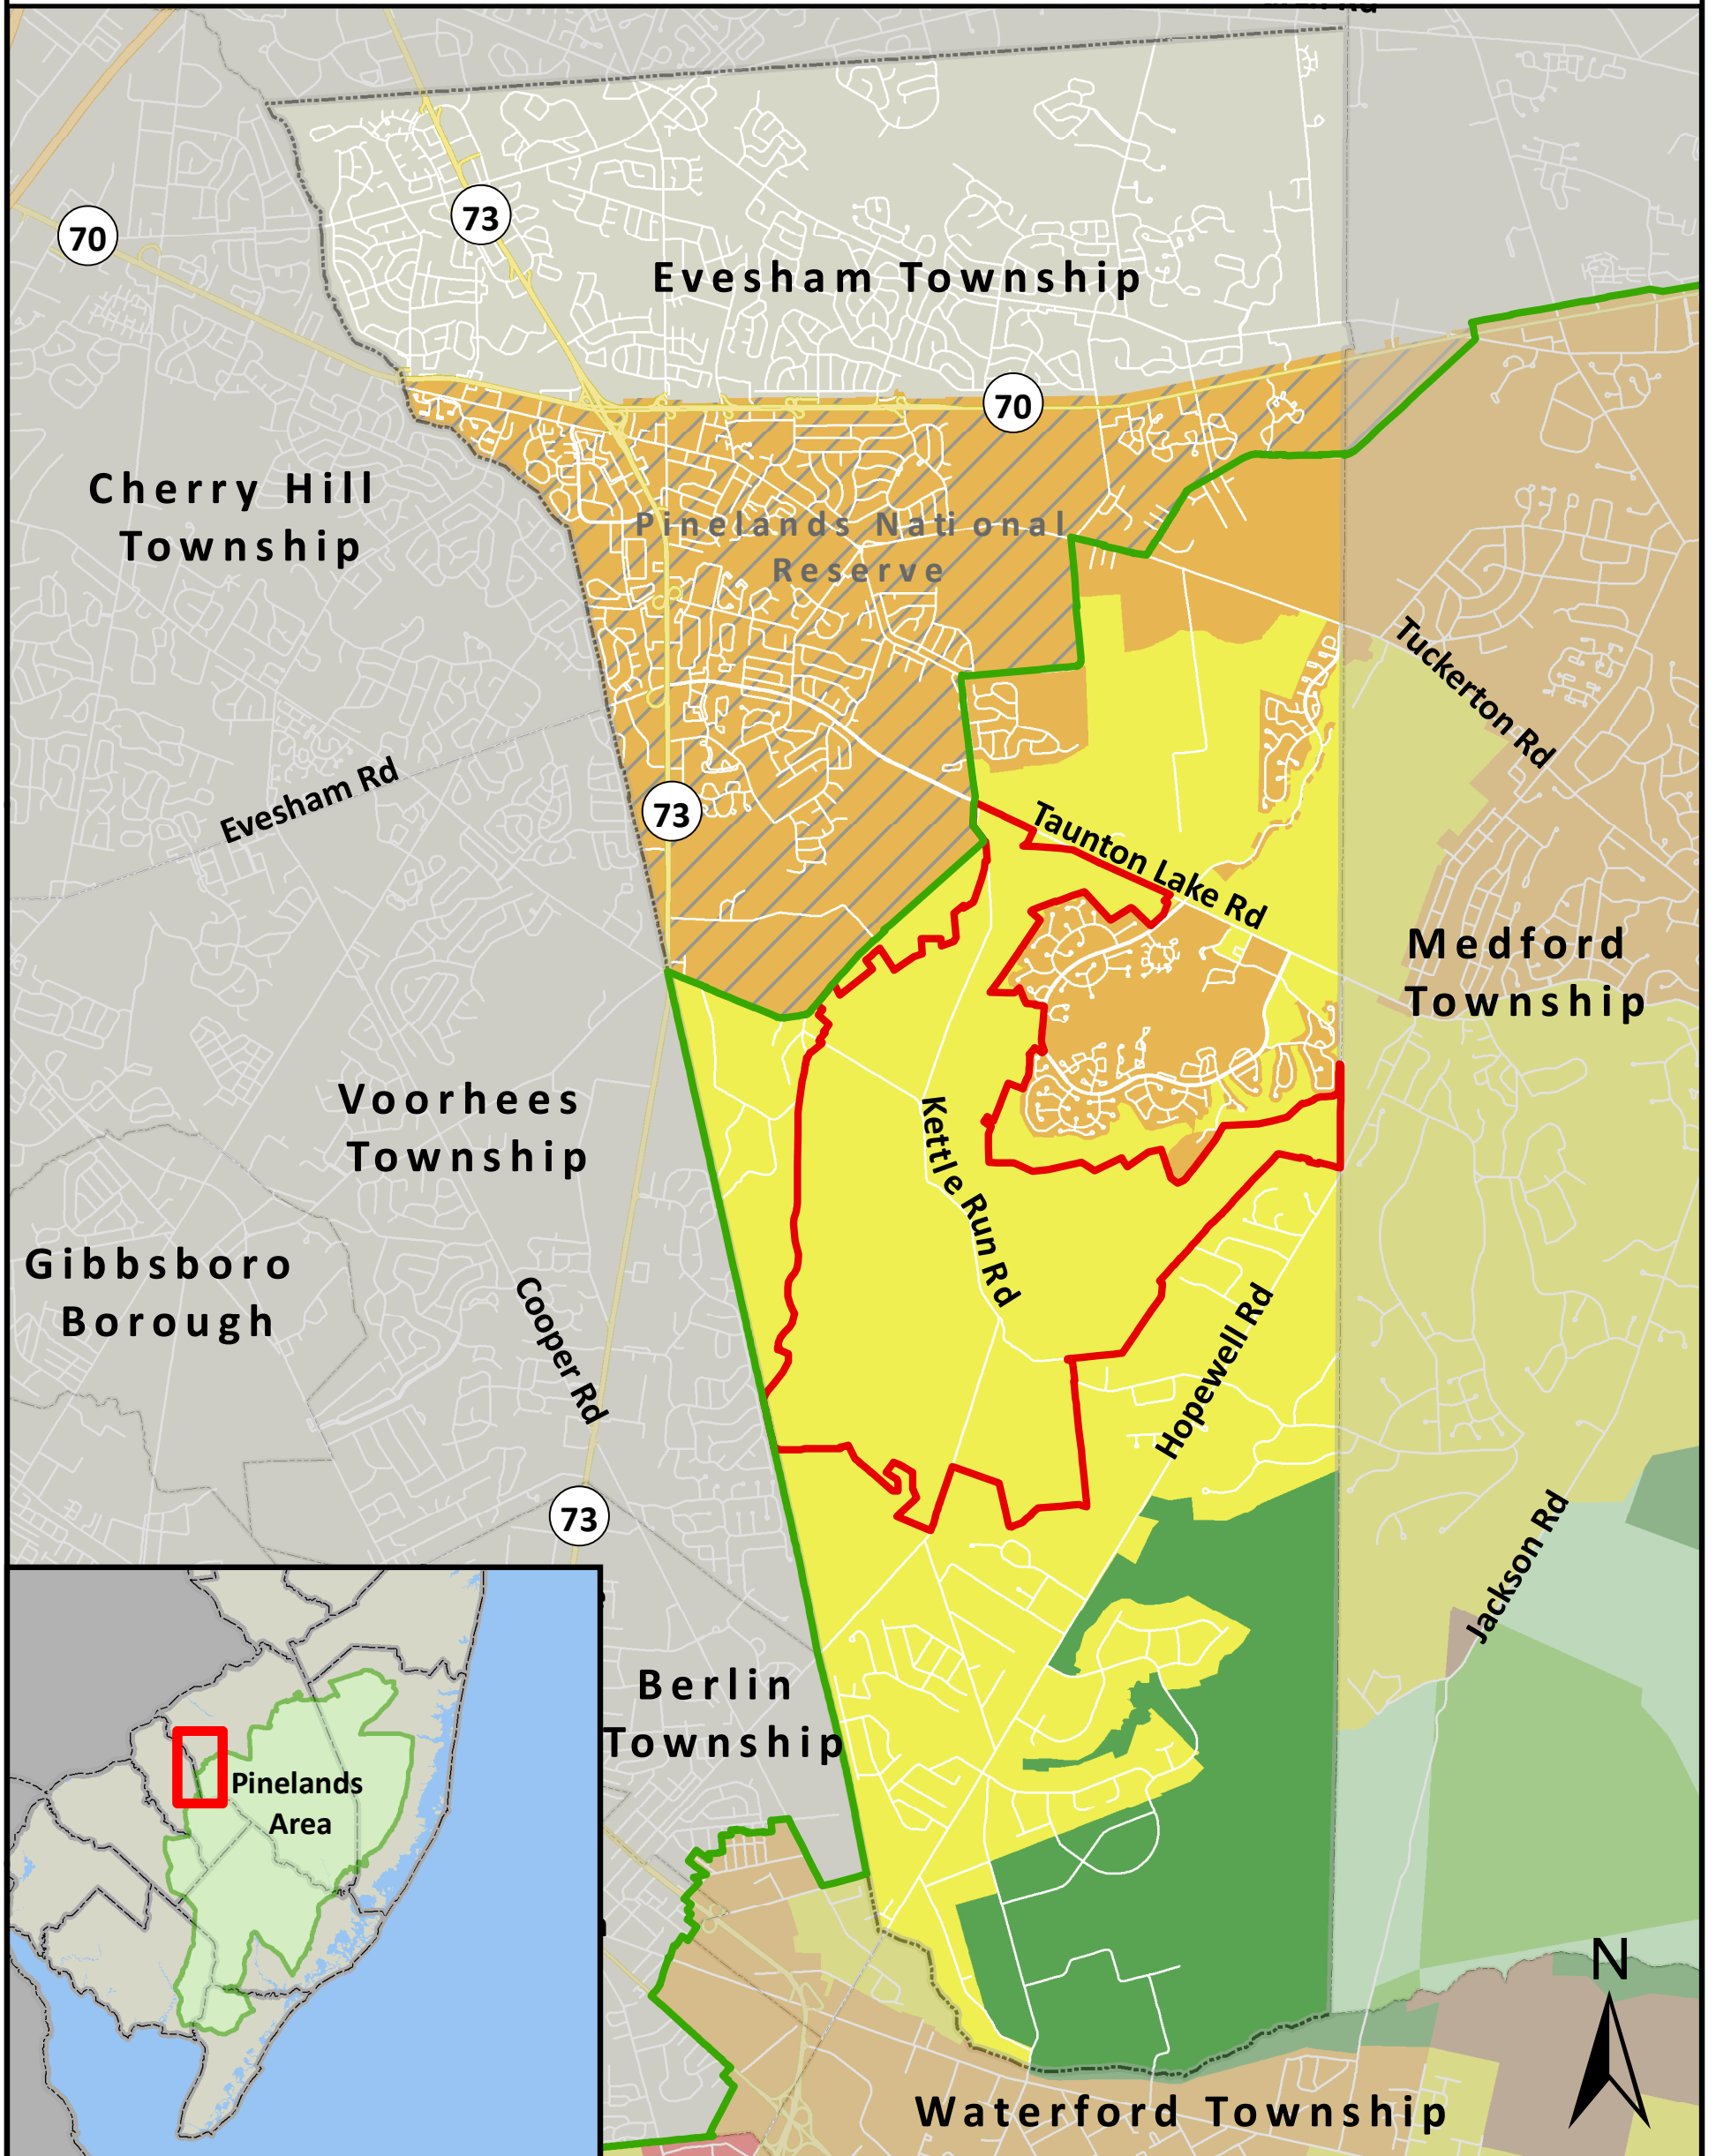 73
70
Evesham Township
70
Cherry Hill
Township
Pinelands National
Reserve
Tuckerton Rd
Evesham Rd
73
Taunton Lake Rd
Medford
Township
Voorhees
Township
Kettle Run Rd
Gibbsboro
Borough
Cooper Rd
Hopewell Rd
73
Jackson Rd
Berlin
Township
Pinelands
Area
N
Waterford Township